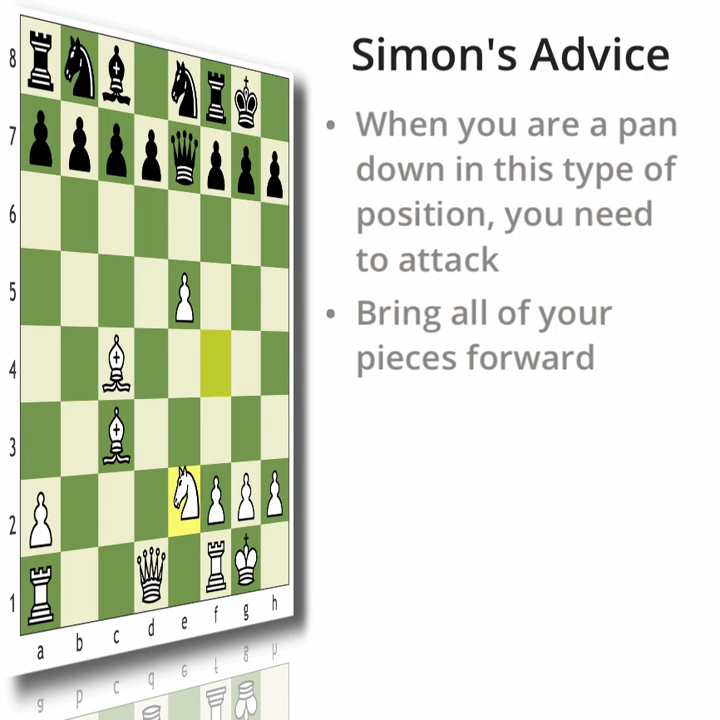 Simon's Advice
• When you are a pan
down in this type of
position, you need
to attack
• Bring all of your
pieces forward
8
7
6
5
4
3
2
1
a b c d e f g h